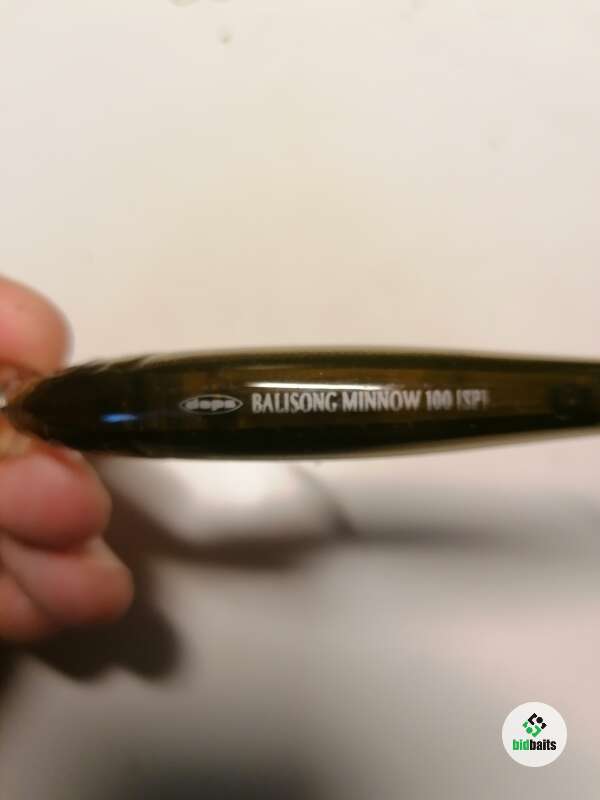 deps BALISONG MINNOW 100 [SP]
bidbaits